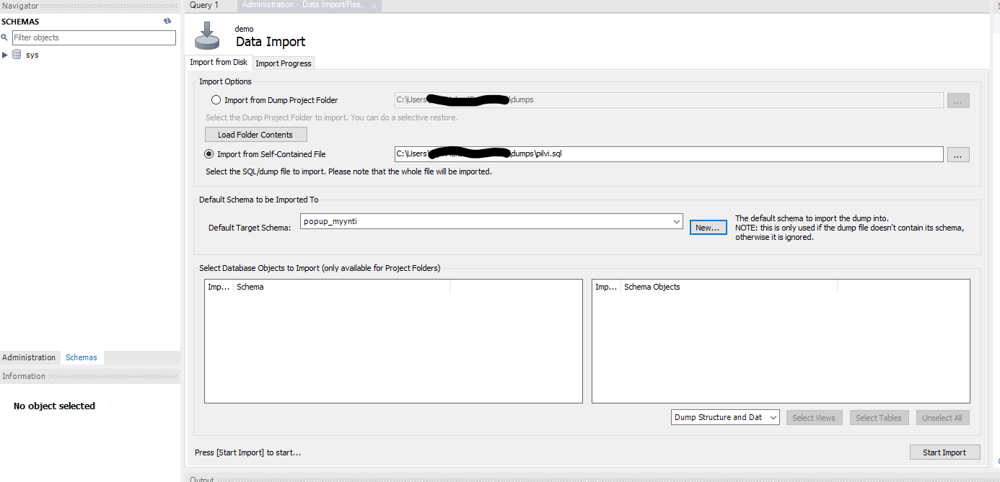 Navigator
SCHEMAS
Filter objects
sys
Administration Schemas
Information
No object selected
Query 1 Administration - Data Import/Res...
demo
Data Import
Import from Disk Import Progress
Import Options
Import from Dump Project Folder C:\Users\ \dumps ...
Select the Dump Project Folder to import. You can do a selective restore.
Load Folder Contents
Import from Self-Contained File C:\Users\ \dumps\pilvi.sql ...
Select the SQL/dump file to import. Please note that the whole file will be imported.
Default Schema to be Imported To
Default Target Schema: popup_myynti New...
The default schema to import the dump into.
NOTE: this is only used if the dump file doesn't contain its schema,
otherwise it is ignored.
Select Database Objects to Import (only available for Project Folders)
Imp... Schema Imp... Schema Objects
Dump Structure and Dat Select Views Select Tables Unselect All
Press [Start Import] to start... Start Import
Output